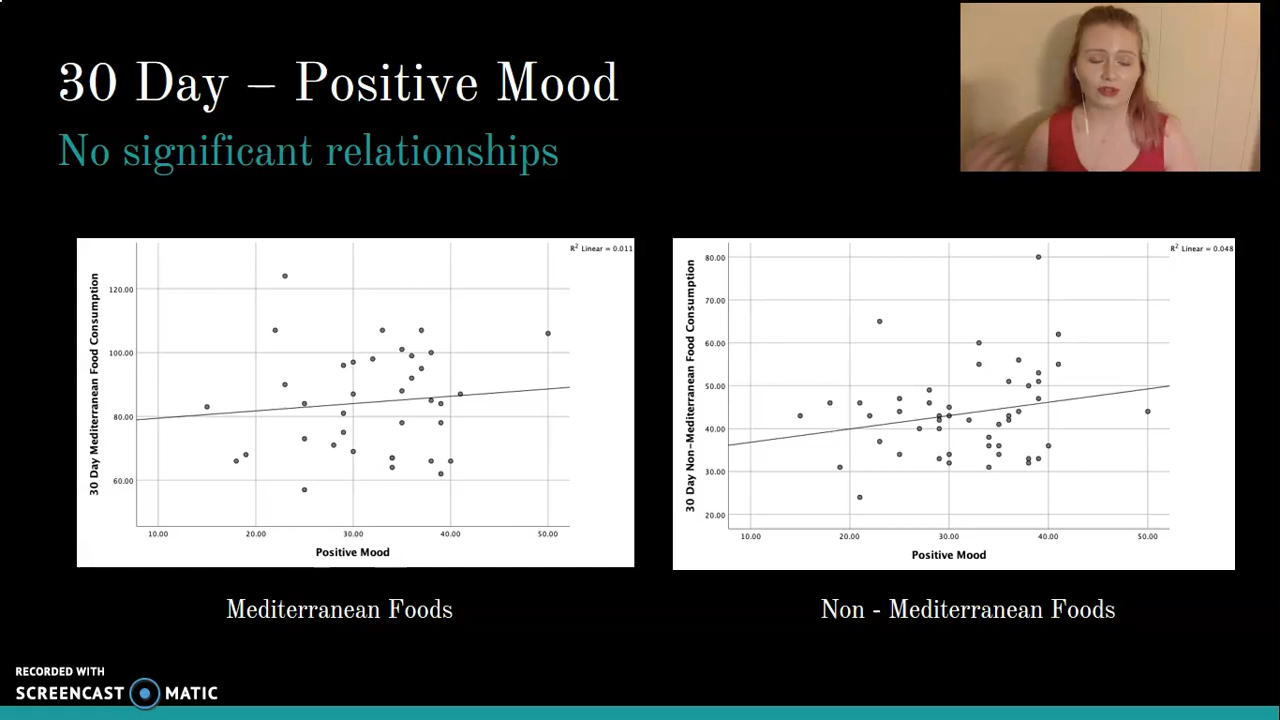 30 Day – Positive Mood
No significant relationships
R² Linear = 0.011
30 Day Mediterranean Food Consumption
120.00
100.00
80.00
60.00
10.00 20.00 30.00 40.00 50.00
Positive Mood
Mediterranean Foods
R² Linear = 0.048
30 Day Non-Mediterranean Food Consumption
80.00
70.00
60.00
50.00
40.00
30.00
20.00
10.00 20.00 30.00 40.00 50.00
Positive Mood
Non - Mediterranean Foods
RECORDED WITH
SCREENCAST MATIC